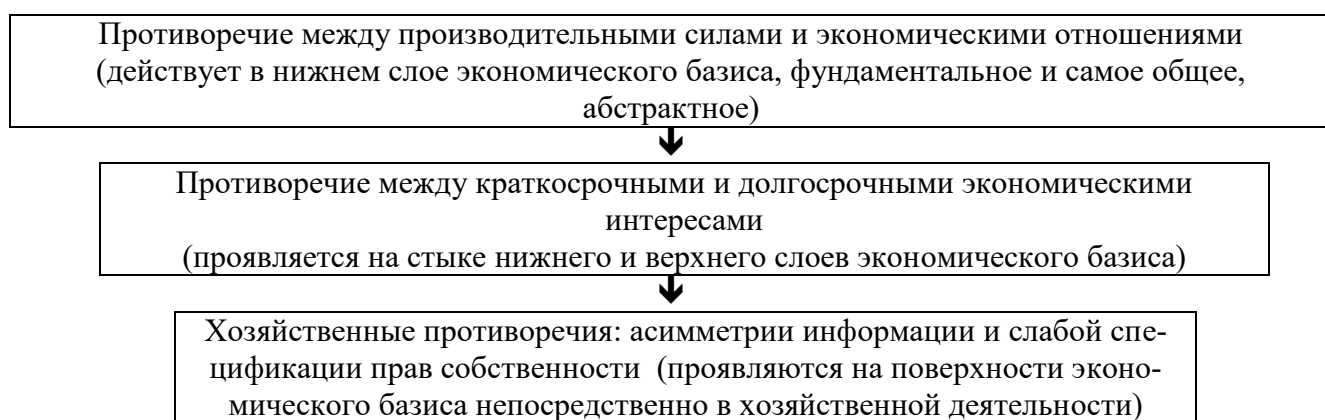 Противоречие между производительными силами и экономическими отношениями
(действует в нижнем слое экономического базиса, фундаментальное и самое общее,
абстрактное)
Противоречие между краткосрочными и долгосрочными экономическими
интересами
(проявляется на стыке нижнего и верхнего слоев экономического базиса)
Хозяйственные противоречия: асимметрии информации и слабой спе-
цификации прав собственности (проявляются на поверхности эконо-
мического базиса непосредственно в хозяйственной деятельности)